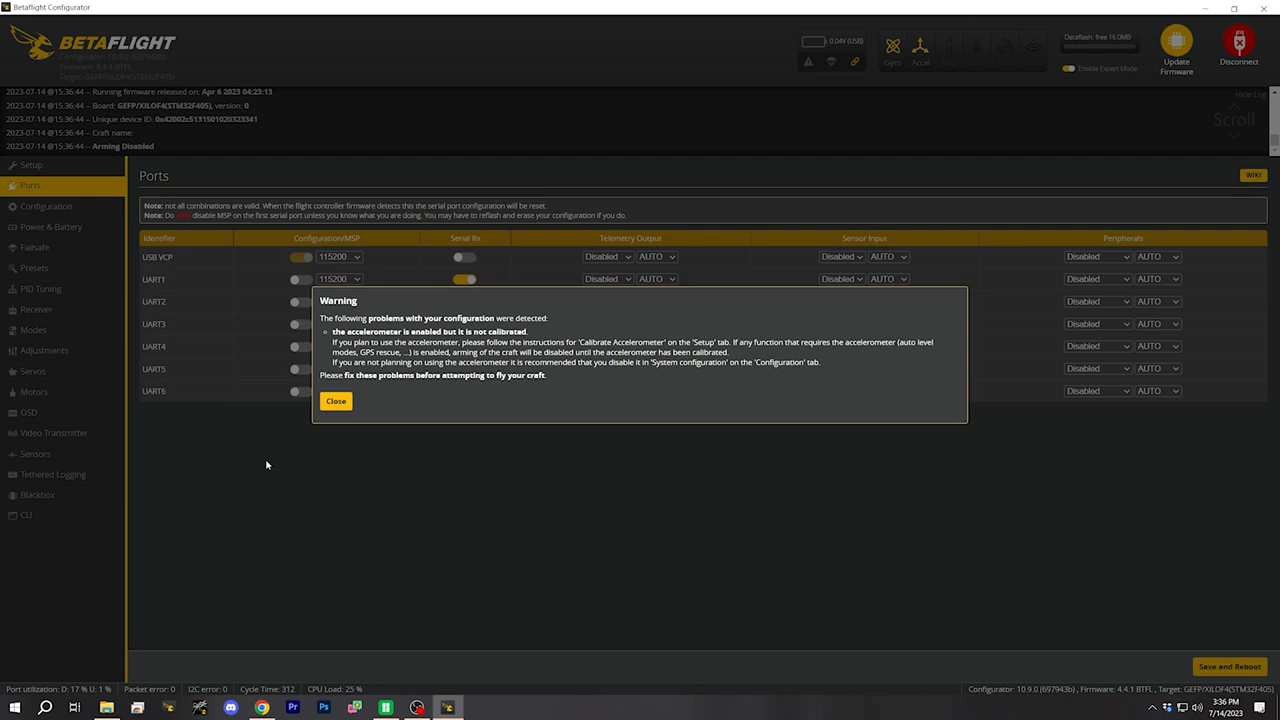 Betaflight Configurator
BETAFLIGHT
Configurator: 10.9.0 (697943b)
Firmware: 4.4.1 BTFL
Target: GEFP/XILOF4(STM32F405)
0.04V (USB)
Gyro
Accel
Dataflash: free 16.0MB
Enable Expert Mode
Update
Firmware
Disconnect
2023-07-14 @15:36:44 -- Running firmware released on: Apr 6 2023 04:23:13
2023-07-14 @15:36:44 -- Board: GEFP/XILOF4(STM32F405), version: 0
2023-07-14 @15:36:44 -- Unique device ID: 0x42002c5131501020323341
2023-07-14 @15:36:44 -- Craft name:
2023-07-14 @15:36:44 -- Arming Disabled
Hide Log
Scroll
Setup
Ports
Configuration
Power & Battery
Failsafe
Presets
PID Tuning
Receiver
Modes
Adjustments
Servos
Motors
OSD
Video Transmitter
Sensors
Tethered Logging
Blackbox
CLI
Ports
WIKI
Note: not all combinations are valid. When the flight controller firmware detects this the serial port configuration will be reset.
Note: Do disable MSP on the first serial port unless you know what you are doing. You may have to reflash and erase your configuration if you do.
Identifier Configuration/MSP Serial Rx Telemetry Output Sensor Input Peripherals
USB VCP 115200 Disabled AUTO Disabled AUTO Disabled AUTO
UART1 115200 Disabled AUTO Disabled AUTO Disabled AUTO
UART2 Disabled AUTO
UART3 Disabled AUTO
UART4 Disabled AUTO
UART5 Disabled AUTO
UART6 Disabled AUTO
Warning
The following problems with your configuration were detected:
the accelerometer is enabled but it is not calibrated.
If you plan to use the accelerometer, please follow the instructions for 'Calibrate Accelerometer' on the 'Setup' tab. If any function that requires the accelerometer (auto level
modes, GPS rescue, ...) is enabled, arming of the craft will be disabled until the accelerometer has been calibrated.
If you are not planning on using the accelerometer it is recommended that you disable it in 'System configuration' on the 'Configuration' tab.
Please fix these problems before attempting to fly your craft.
Close
Save and Reboot
Port utilization: D: 17 % U: 1 % Packet error: 0 I2C error: 0 Cycle Time: 312 CPU Load: 25 %
Configurator: 10.9.0 (697943b) , Firmware: 4.4.1 BTFL, Target: GEFP/XILOF4(STM32F405)
Pr
Ps
3:36 PM
7/14/2023